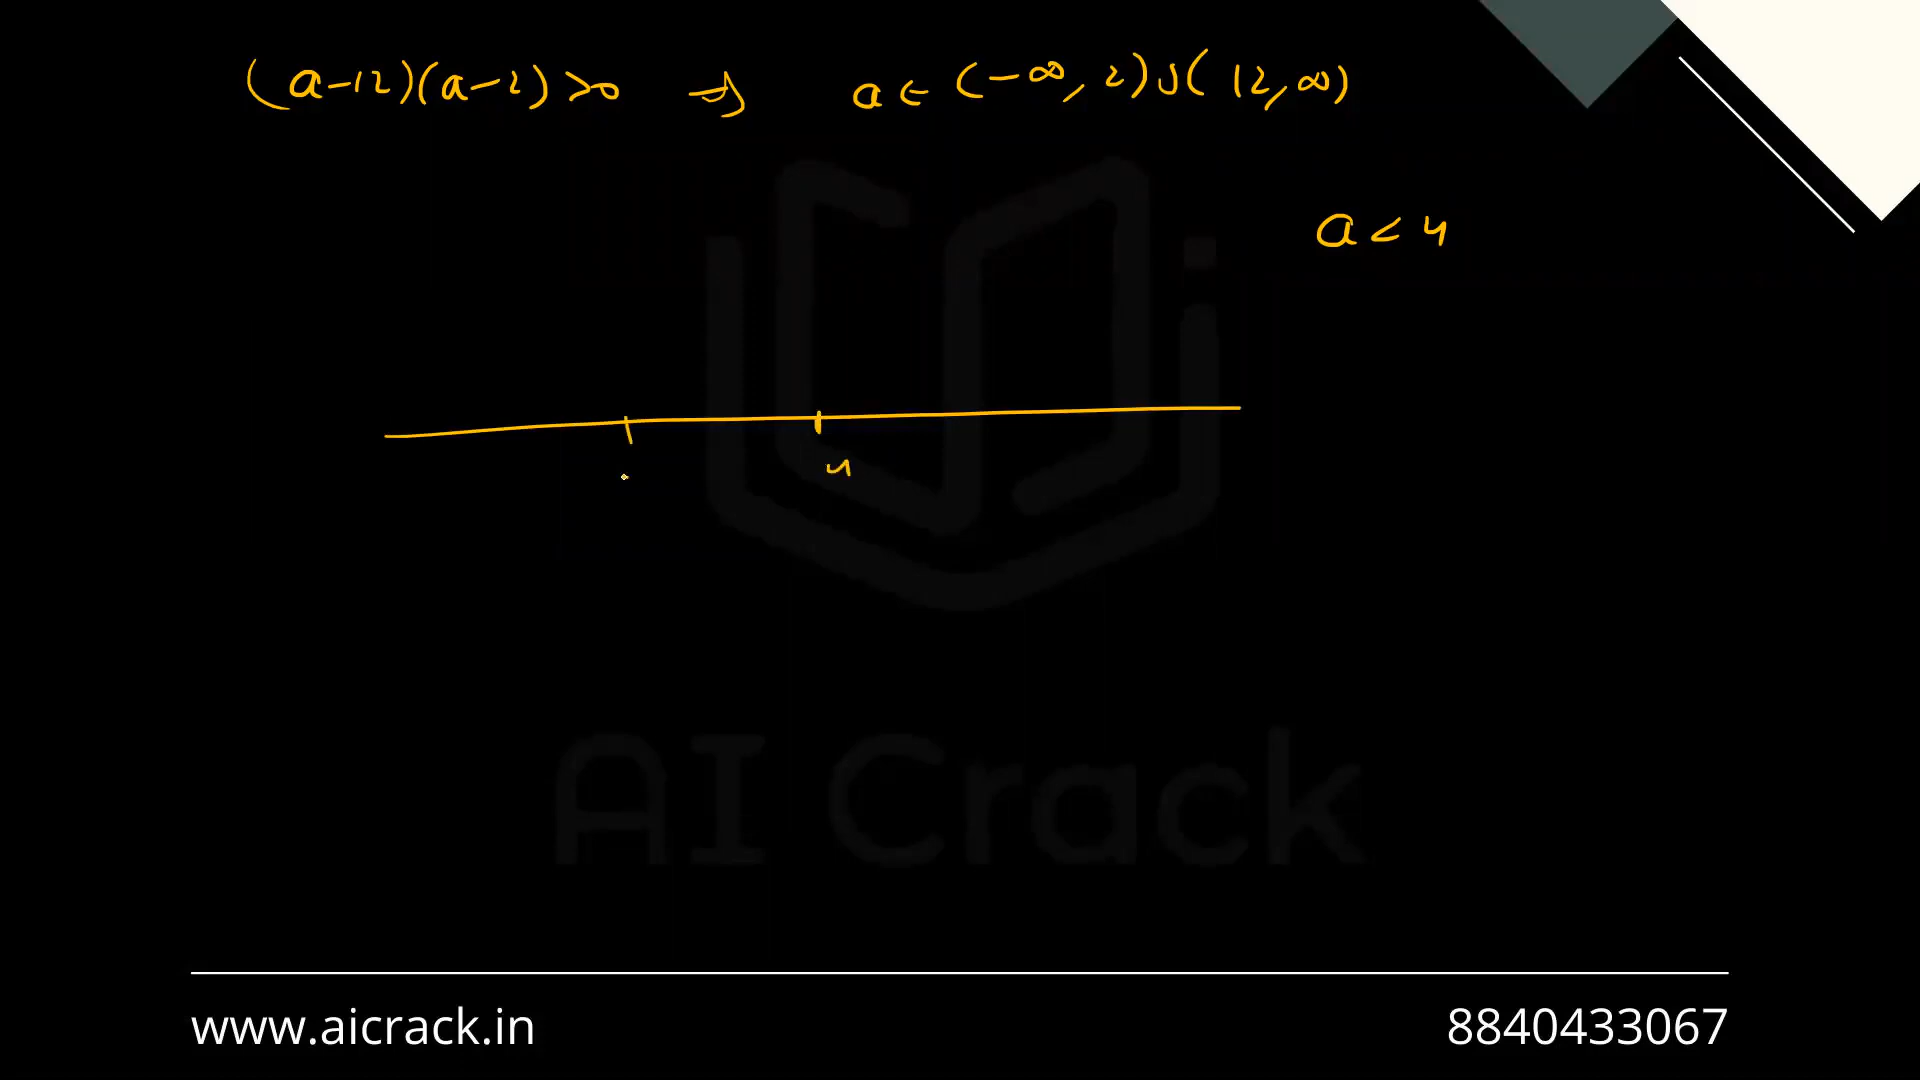 (a-12)(a-2)>0 ⇒ a ∈ (-∞, 2)∪(12, ∞)
a < 4
4
AI Crack
www.aicrack.in
8840433067